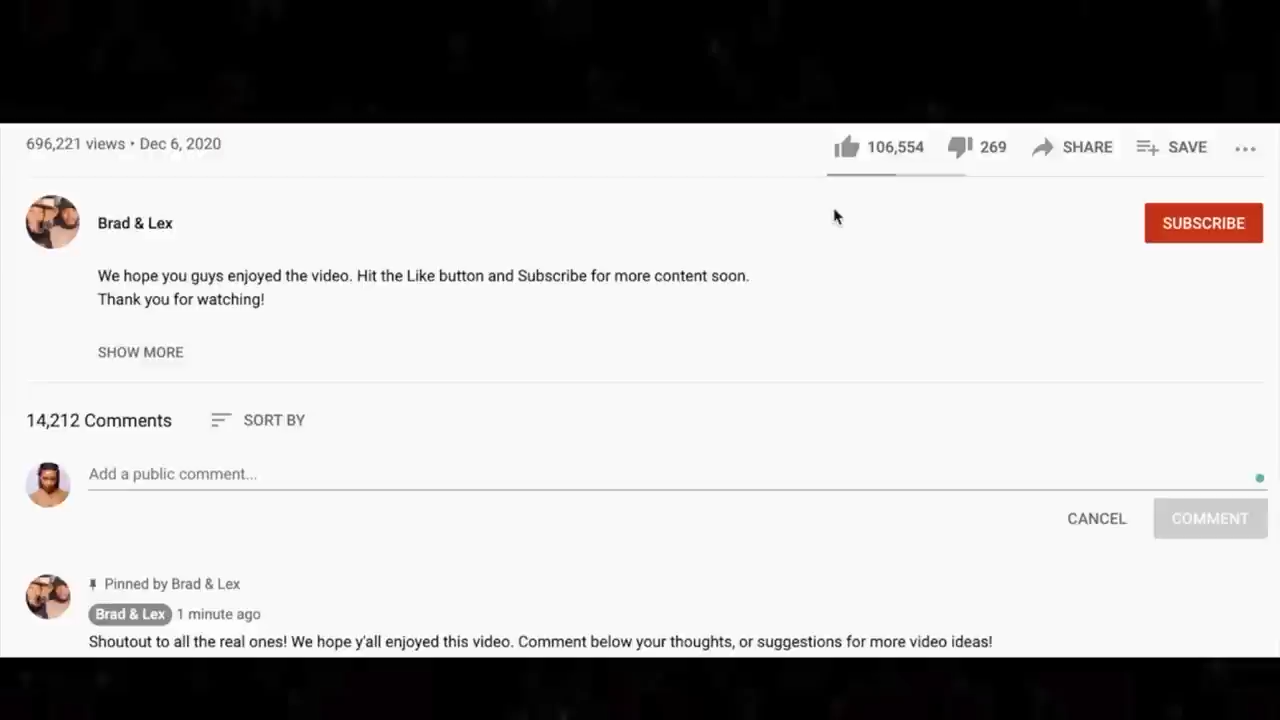 696,221 views • Dec 6, 2020
106,554 269 SHARE SAVE
Brad & Lex
SUBSCRIBE
We hope you guys enjoyed the video. Hit the Like button and Subscribe for more content soon.
Thank you for watching!
SHOW MORE
14,212 Comments SORT BY
Add a public comment...
CANCEL COMMENT
Pinned by Brad & Lex
Brad & Lex 1 minute ago
Shoutout to all the real ones! We hope y'all enjoyed this video. Comment below your thoughts, or suggestions for more video ideas!